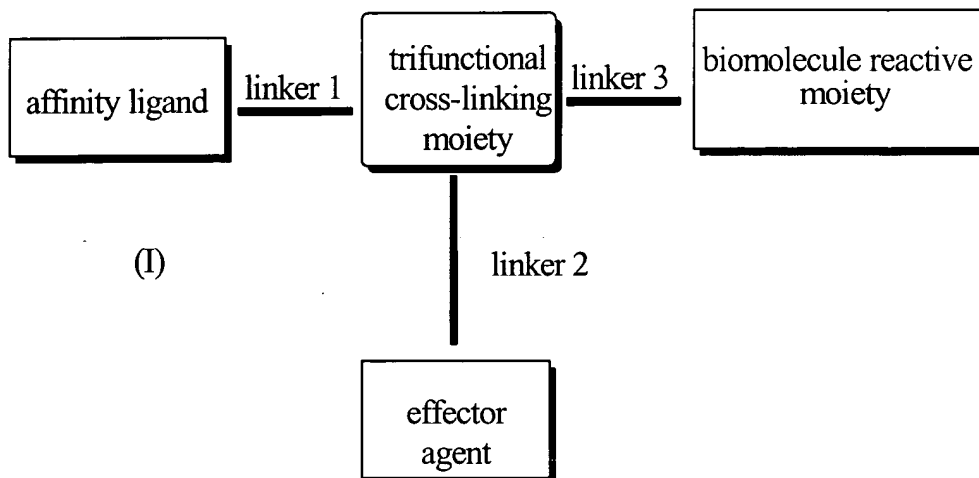 affinity ligand
linker 1
trifunctional
cross-linking
moiety
linker 3
biomolecule reactive
moiety
(I)
linker 2
effector
agent